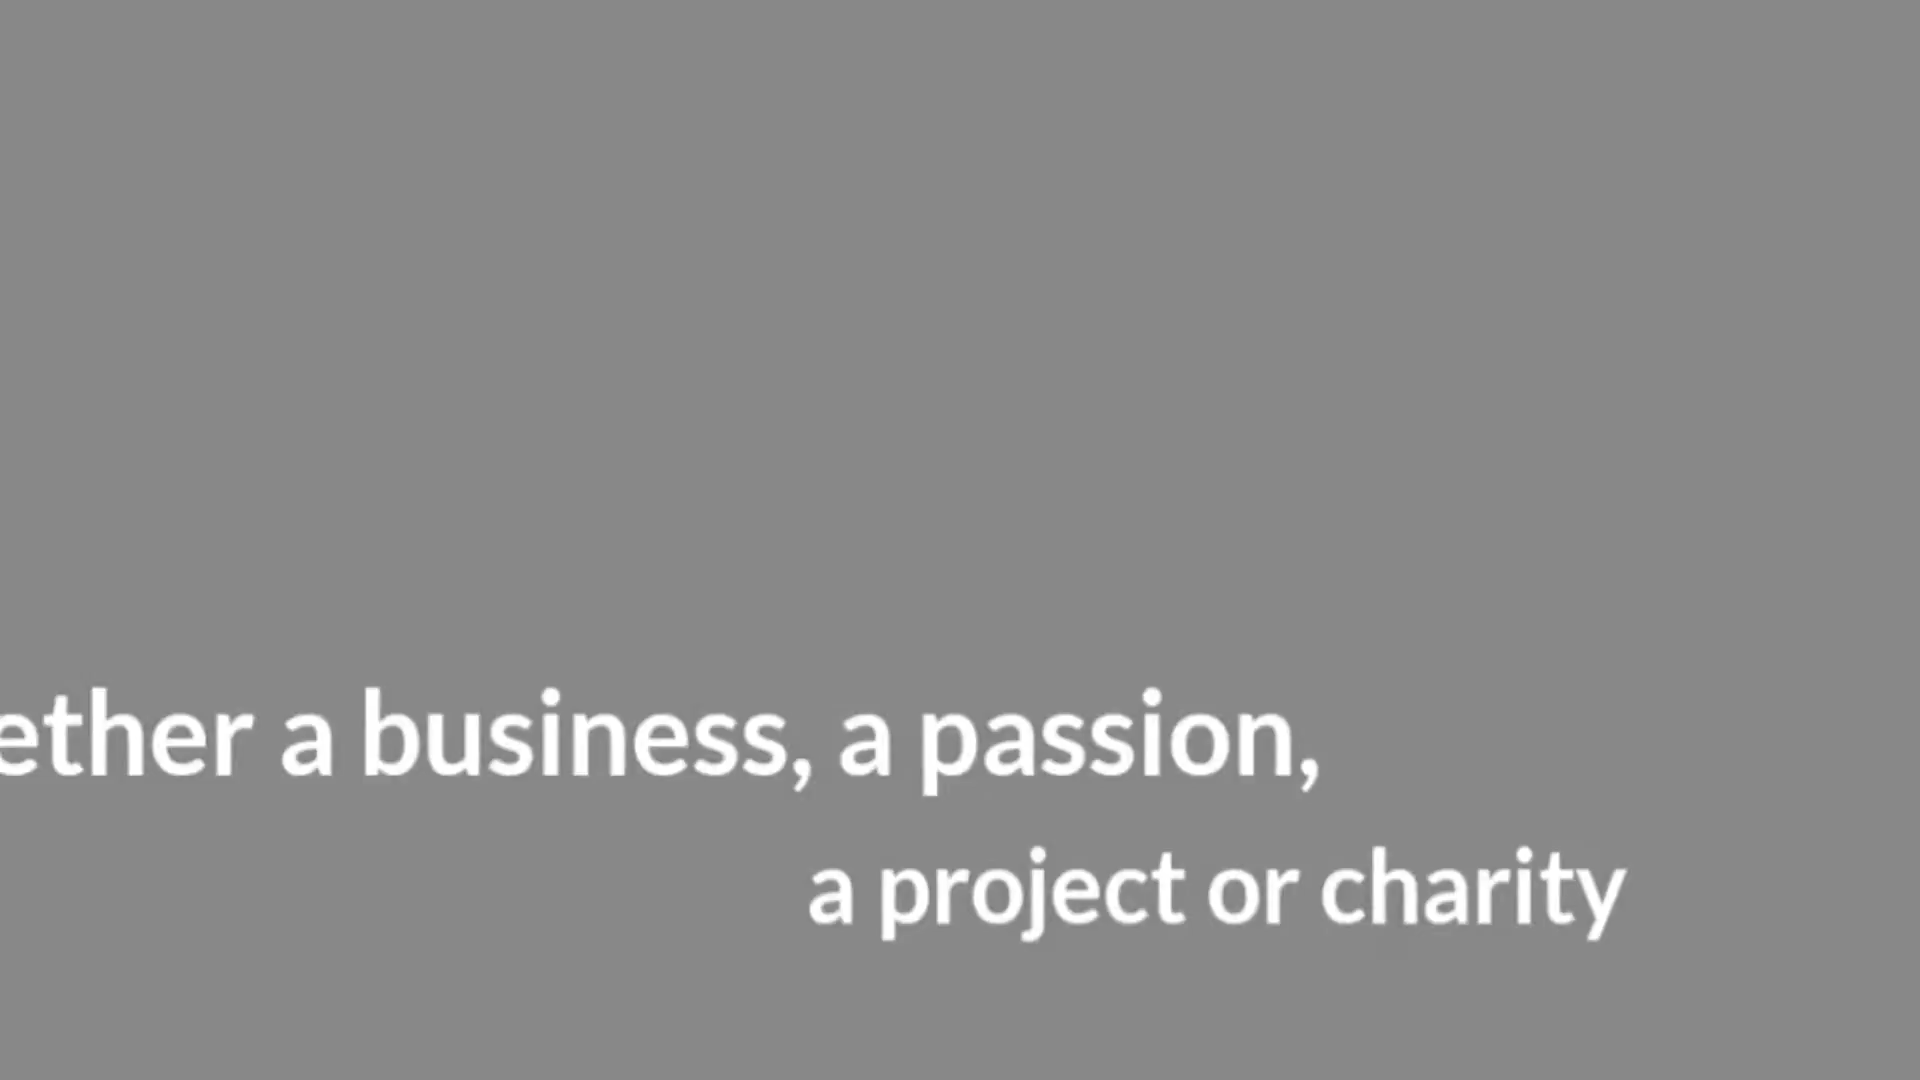 ether a business, a passion,
a project or charity